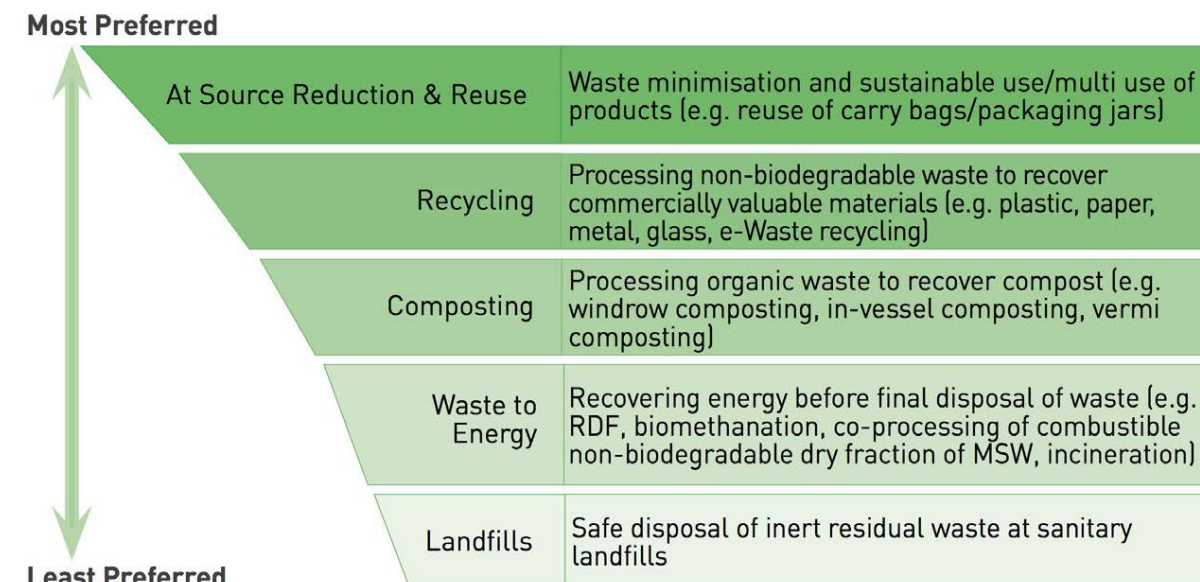 Most Preferred
At Source Reduction & Reuse
Waste minimisation and sustainable use/multi use of
products (e.g. reuse of carry bags/packaging jars)
Recycling
Processing non-biodegradable waste to recover
commercially valuable materials (e.g. plastic, paper,
metal, glass, e-Waste recycling)
Composting
Processing organic waste to recover compost (e.g.
windrow composting, in-vessel composting, vermi
composting)
Waste to
Energy
Recovering energy before final disposal of waste (e.g.
RDF, biomethanation, co-processing of combustible
non-biodegradable dry fraction of MSW, incineration)
Landfills
Safe disposal of inert residual waste at sanitary
landfills
Least Preferred